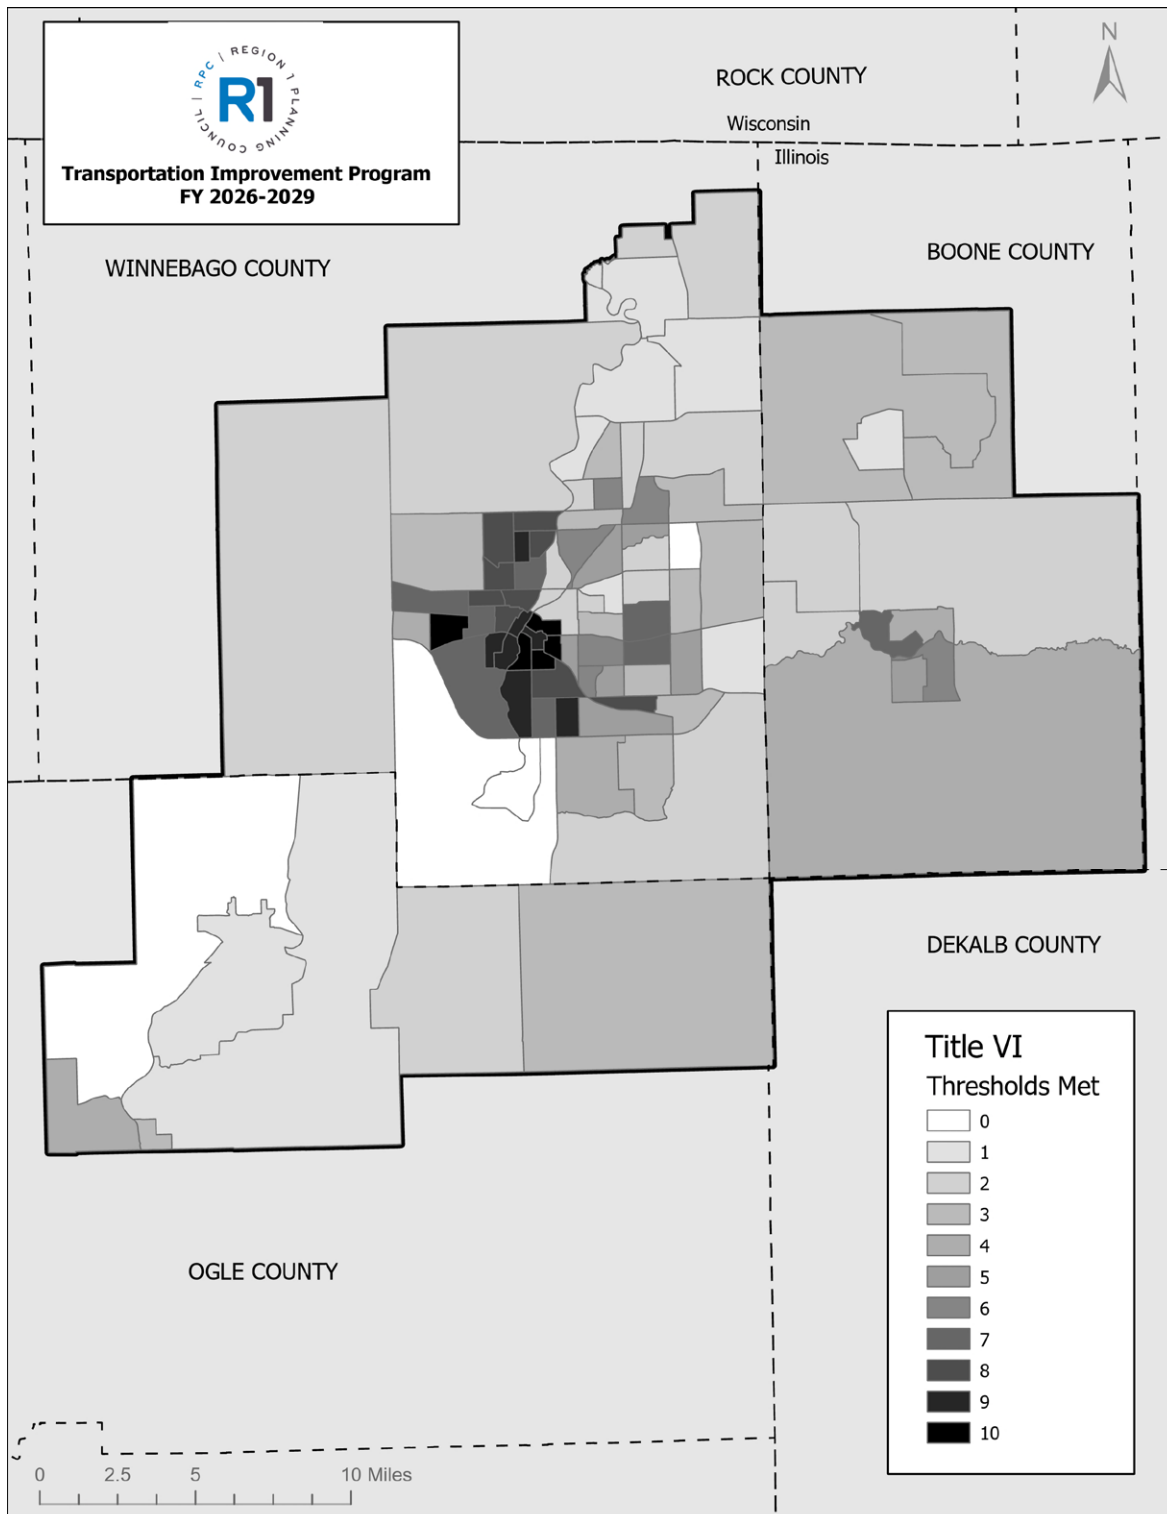 RPC | REGION 1 PLANNING COUNCIL |
R1
Transportation Improvement Program
FY 2026-2029
N
ROCK COUNTY
Wisconsin
Illinois
WINNEBAGO COUNTY
BOONE COUNTY
DEKALB COUNTY
OGLE COUNTY
Title VI
Thresholds Met
0
1
2
3
4
5
6
7
8
9
10
0 2.5 5 10 Miles